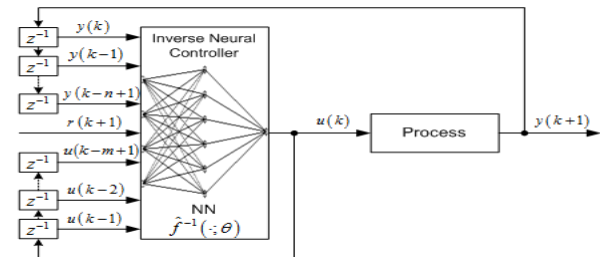 z⁻¹ y(k)
z⁻¹ y(k−1)
z⁻¹ y(k−n+1)
r(k+1)
z⁻¹ u(k−m+1)
z⁻¹ u(k−2)
z⁻¹ u(k−1)
Inverse Neural
Controller
NN
f̂⁻¹(·;θ)
u(k)
Process
y(k+1)